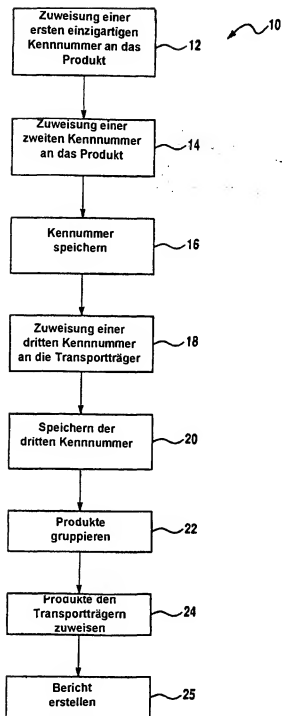 10
Zuweisung einer
ersten einzigartigen
Kennnummer an das
Produkt
12
Zuweisung einer
zweiten Kennnummer
an das Produkt
14
Kennummer
speichern
16
Zuweisung einer
dritten Kennnummer
an die Transportträger
18
Speichern der
dritten Kennnummer
20
Produkte
gruppieren
22
Produkte den
Transportträgern
zuweisen
24
Bericht
erstellen
25